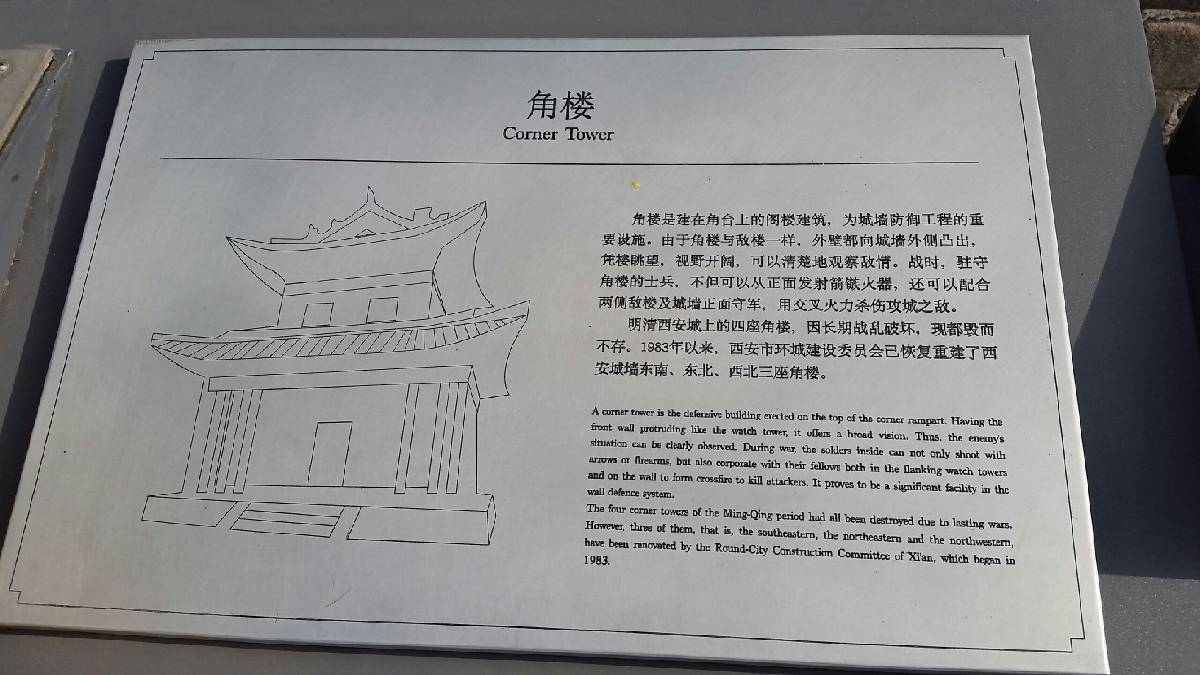 角楼
Corner Tower
角楼是建在角台上的阁楼建筑，为城墙防御工程的重
要设施。由于角楼与敌楼一样，外壁都向城墙外侧凸出，
凭楼眺望，视野开阔，可以清楚地观察敌情。战时，驻守
角楼的士兵，不但可以从正面发射箭镞火器，还可以配合
两侧敌楼及城墙正面守军，用交叉火力杀伤攻城之敌。
明清西安城上的四座角楼，因长期战乱破坏，现都毁而
不存。1983年以来，西安市环城建设委员会已恢复重建了西
安城墙东南、东北、西北三座角楼。
A corner tower is the defensive building erected on the top of the corner rampart. Having the
front wall protruding like the watch tower, it offers a broad vision. Thus, the enemy's
situation can be clearly observed. During war, the solders inside can not only shoot with
arrows or firearms, but also corporate with their fellows both in the flanking watch towers
and on the wall to form crossfire to kill attackers. It proves to be a significant facility in the
wall defence system.
The four corner towers of the Ming-Qing period had all been destroyed due to lasting wars.
However, three of them, that is, the southeastern, the northeastern and the northwestern,
have been renovated by the Round-City Construction Committee of Xi'an, which began in
1983.